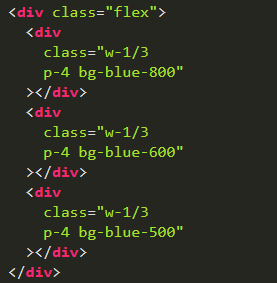 <div class="flex">
<div
class="w-1/3
p-4 bg-blue-800"
></div>
<div
class="w-1/3
p-4 bg-blue-600"
></div>
<div
class="w-1/3
p-4 bg-blue-500"
></div>
</div>